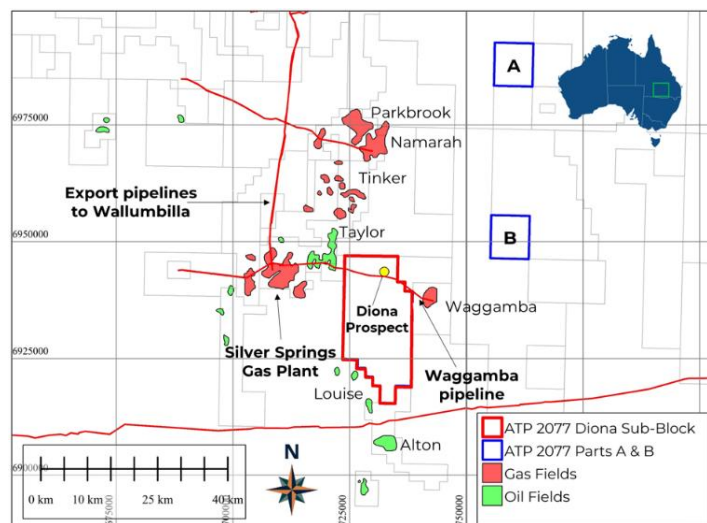 A
Parkbrook
6975000
Namarah
Tinker
Export pipelines
to Wallumbilla
Taylor
B
6950000
Diona
Prospect
Waggamba
Silver Springs
Gas Plant
Waggamba
pipeline
6925000
Louise
Alton
N
6900000
0 km 10 km 25 km 40 km
725000
750000
ATP 2077 Diona Sub-Block
ATP 2077 Parts A & B
Gas Fields
Oil Fields